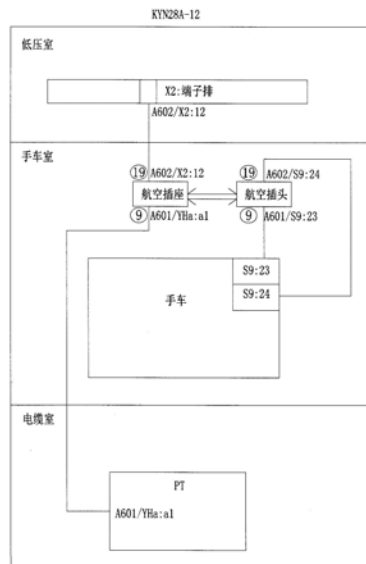 KYN28A-12
低压室
X2:端子排
A602/X2:12
手车室
⑲ A602/X2:12
⑲ A602/S9:24
航空插座
航空插头
⑨ A601/YHa:a1
⑨ A601/S9:23
S9:23
手车
S9:24
电缆室
PT
A601/YHa:a1